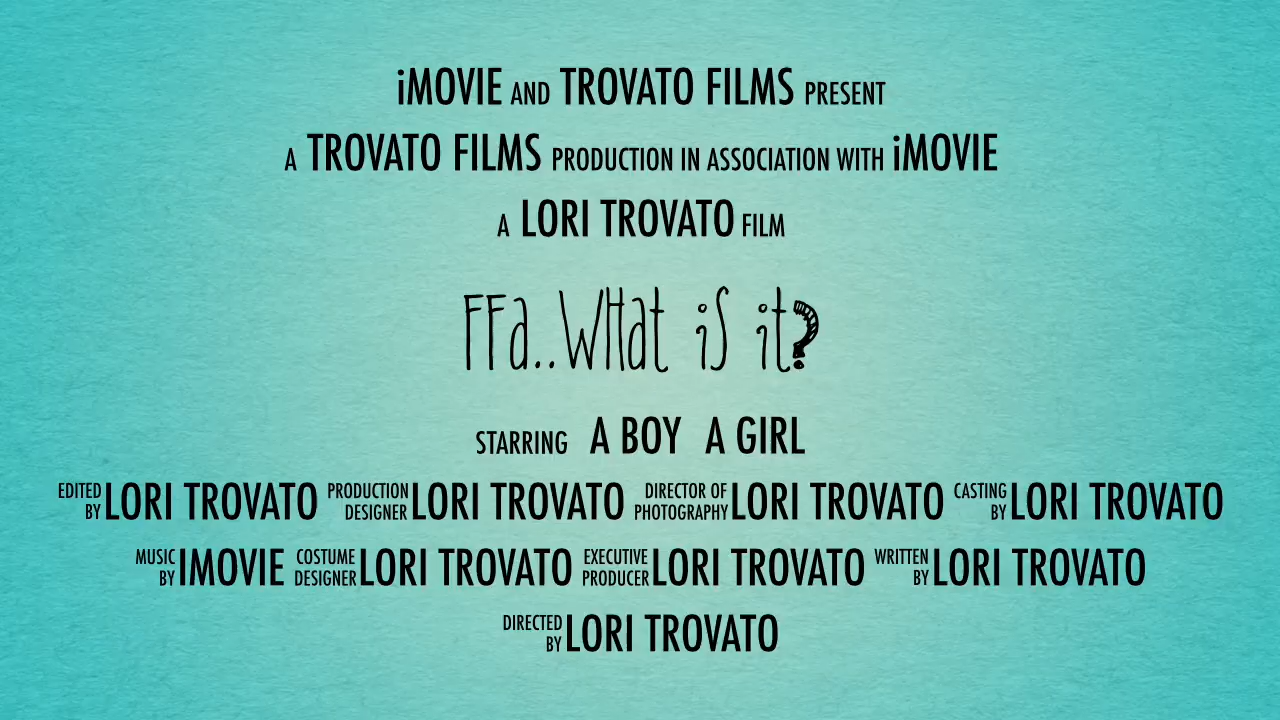 iMOVIE AND TROVATO FILMS PRESENT
A TROVATO FILMS PRODUCTION IN ASSOCIATION WITH iMOVIE
A LORI TROVATO FILM
FFa..WHat iS it?
STARRING A BOY A GIRL
EDITED BY LORI TROVATO PRODUCTION DESIGNER LORI TROVATO DIRECTOR OF PHOTOGRAPHY LORI TROVATO CASTING BY LORI TROVATO
MUSIC BY IMOVIE COSTUME DESIGNER LORI TROVATO EXECUTIVE PRODUCER LORI TROVATO WRITTEN BY LORI TROVATO
DIRECTED BY LORI TROVATO